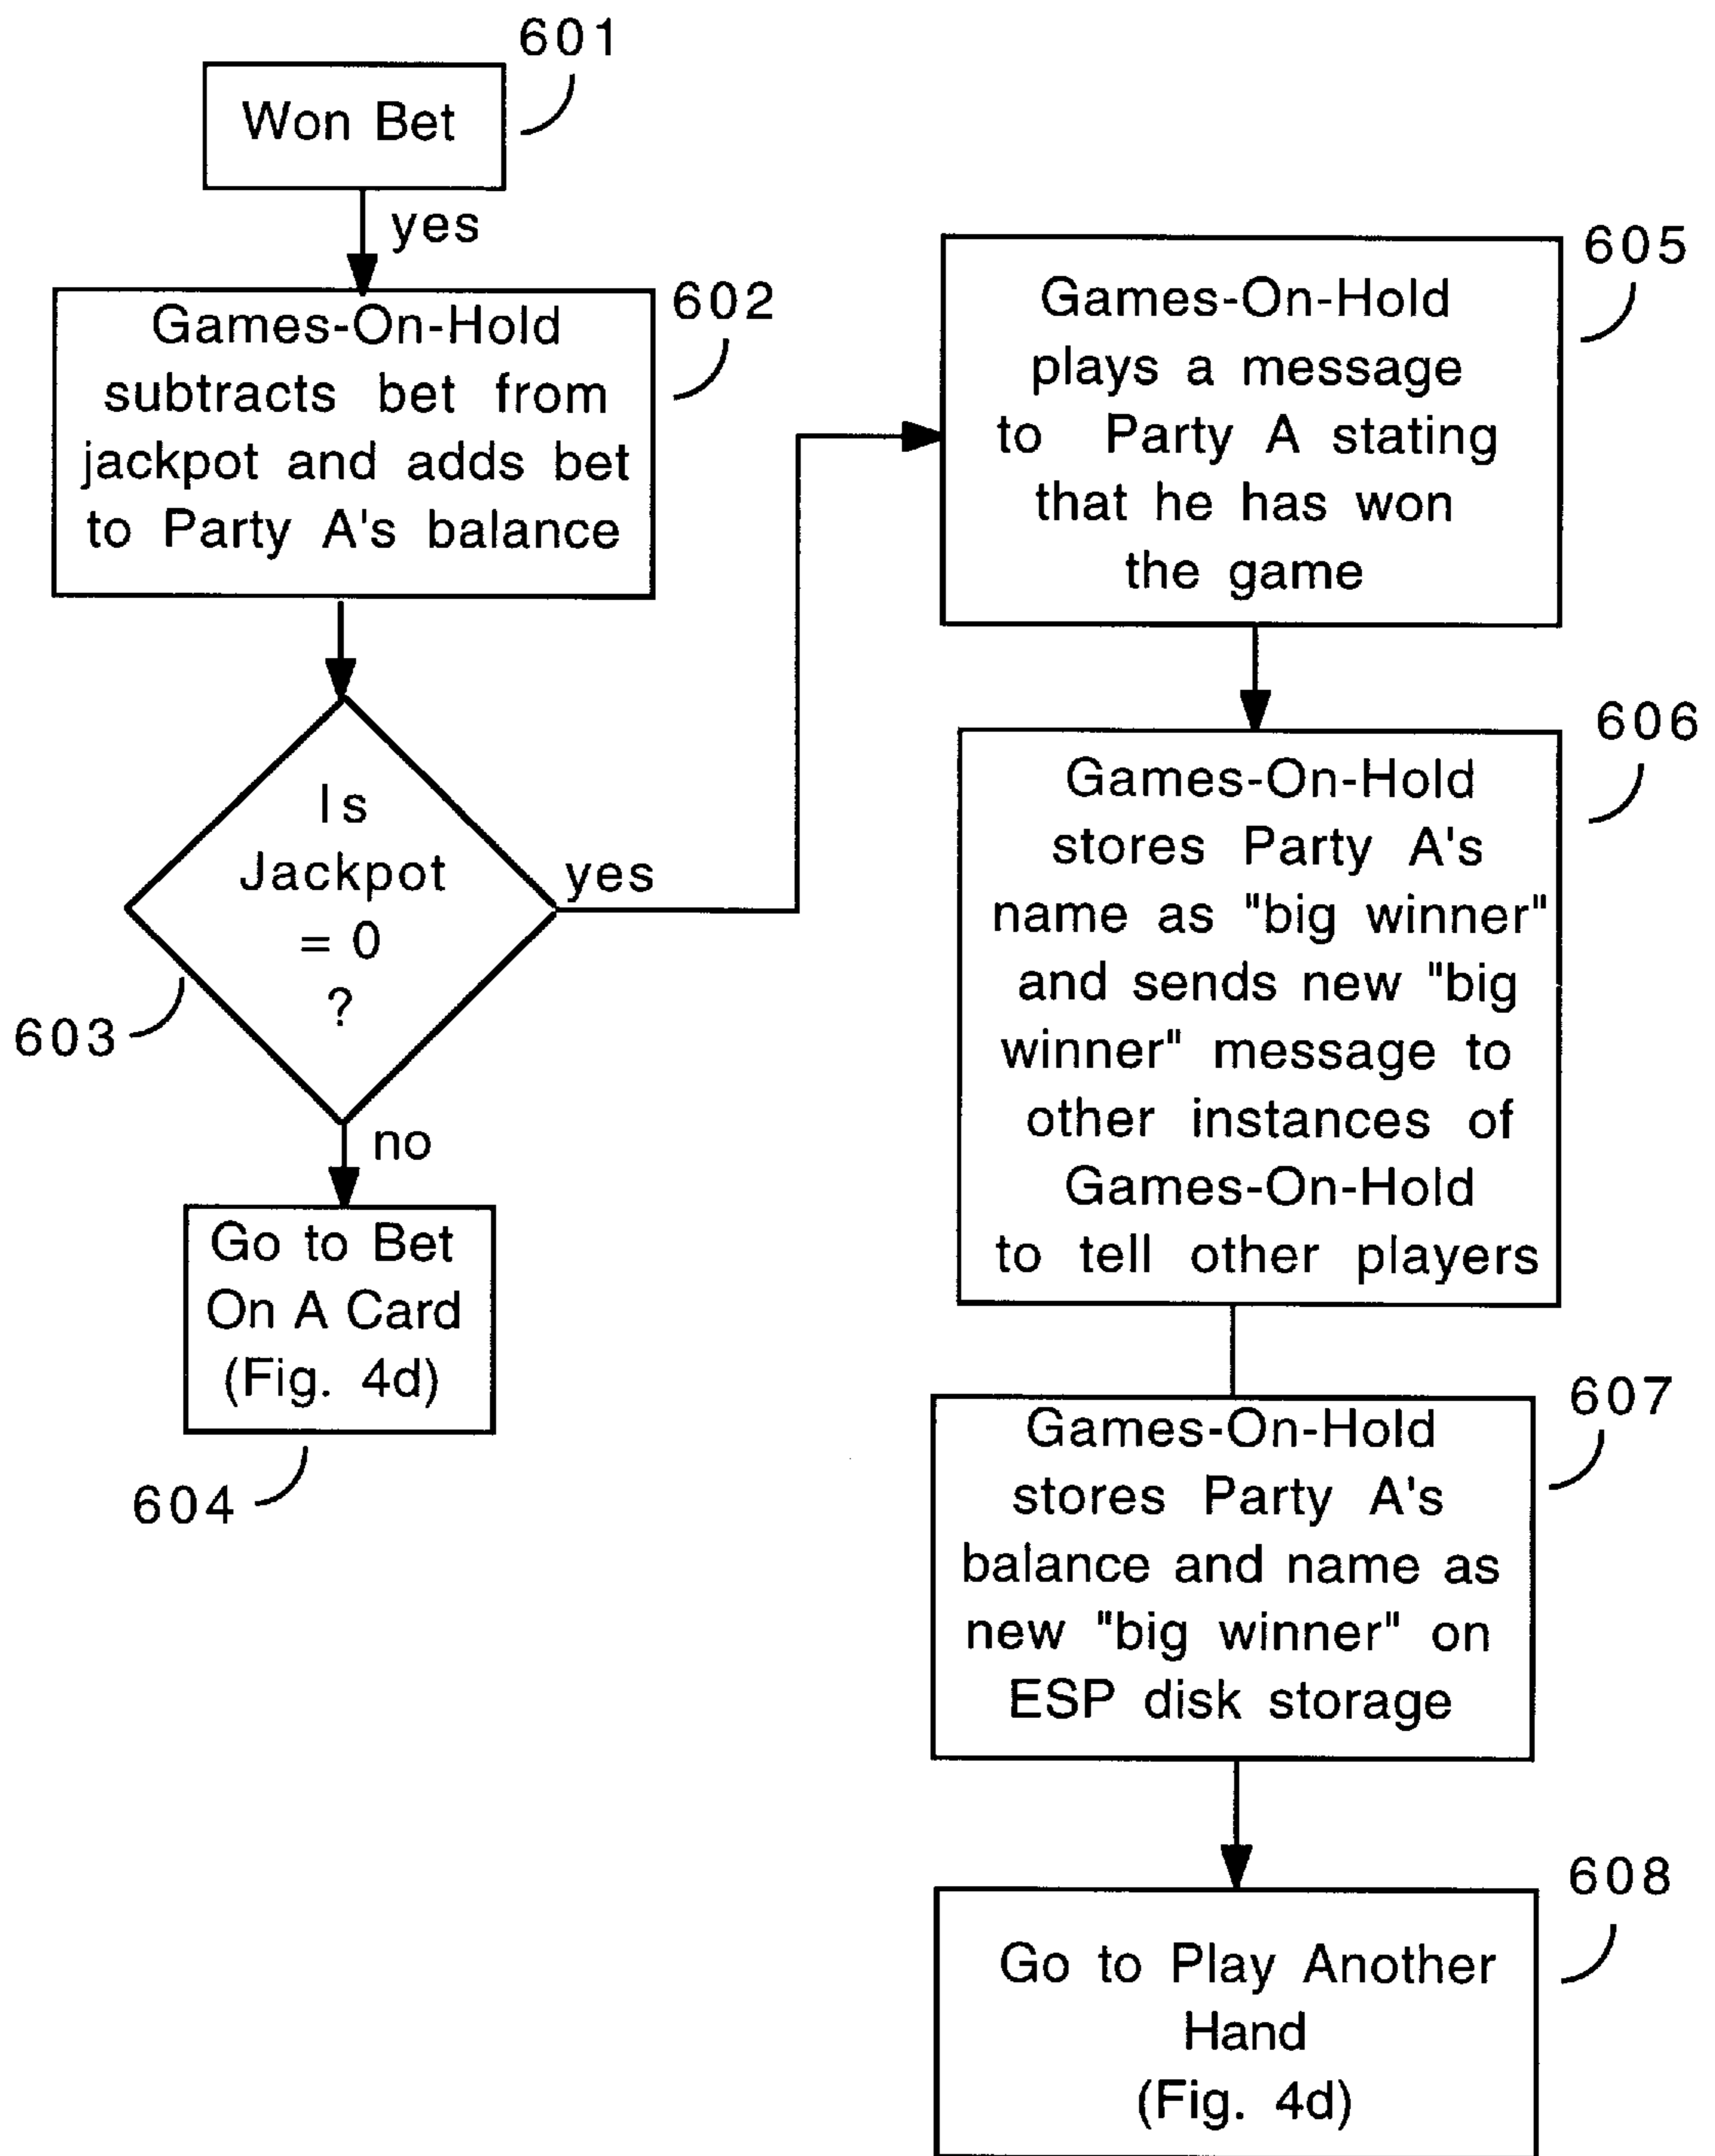 601
Won Bet
yes
602
Games-On-Hold
subtracts bet from
jackpot and adds bet
to Party A's balance
Is
Jackpot
= 0
?
yes
603
no
Go to Bet
On A Card
(Fig. 4d)
604
605
Games-On-Hold
plays a message
to Party A stating
that he has won
the game
606
Games-On-Hold
stores Party A's
name as "big winner"
and sends new "big
winner" message to
other instances of
Games-On-Hold
to tell other players
607
Games-On-Hold
stores Party A's
balance and name as
new "big winner" on
ESP disk storage
608
Go to Play Another
Hand
(Fig. 4d)